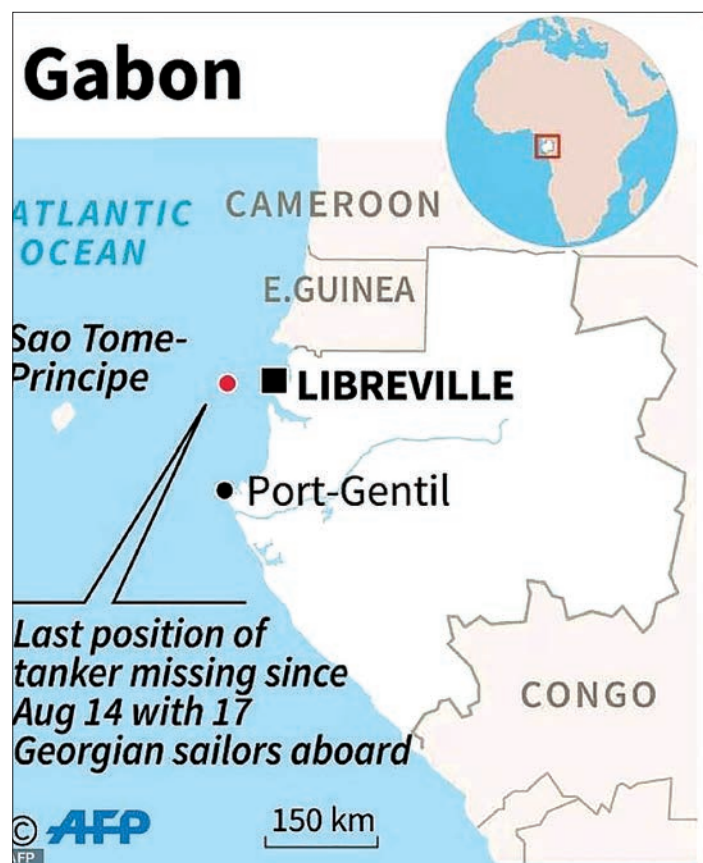 Gabon
ATLANTIC
OCEAN
CAMEROON
E.GUINEA
Sao Tome-
Principe
LIBREVILLE
Port-Gentil
Last position of
tanker missing since
Aug 14 with 17
Georgian sailors aboard
CONGO
© AFP
150 km
AFP